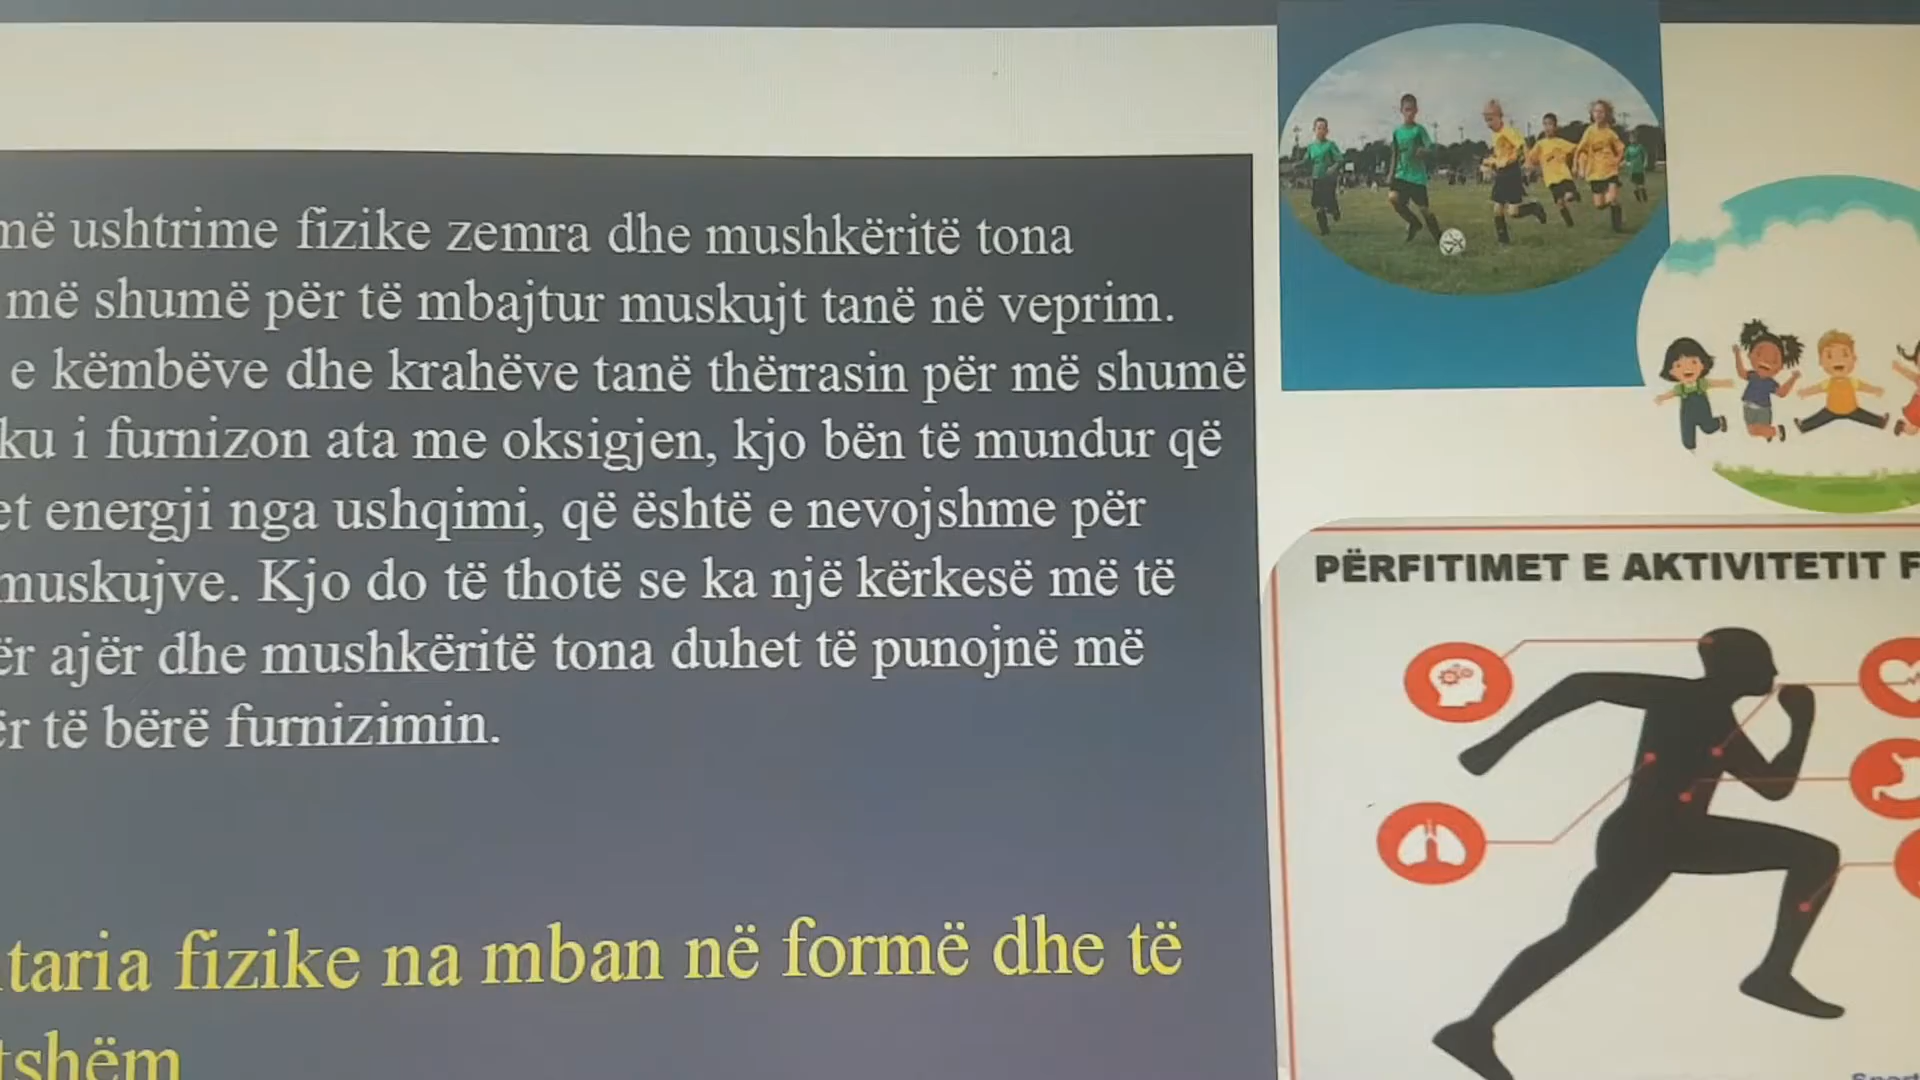 më ushtrime fizike zemra dhe mushkëritë tona
më shumë për të mbajtur muskujt tanë në veprim.
e këmbëve dhe krahëve tanë thërrasin për më shumë
ku i furnizon ata me oksigjen, kjo bën të mundur që
et energji nga ushqimi, që është e nevojshme për
muskujve. Kjo do të thotë se ka një kërkesë më të
ër ajër dhe mushkëritë tona duhet të punojnë më
ër të bërë furnizimin.
taria fizike na mban në formë dhe të
tshëm
PËRFITIMET E AKTIVITETIT F